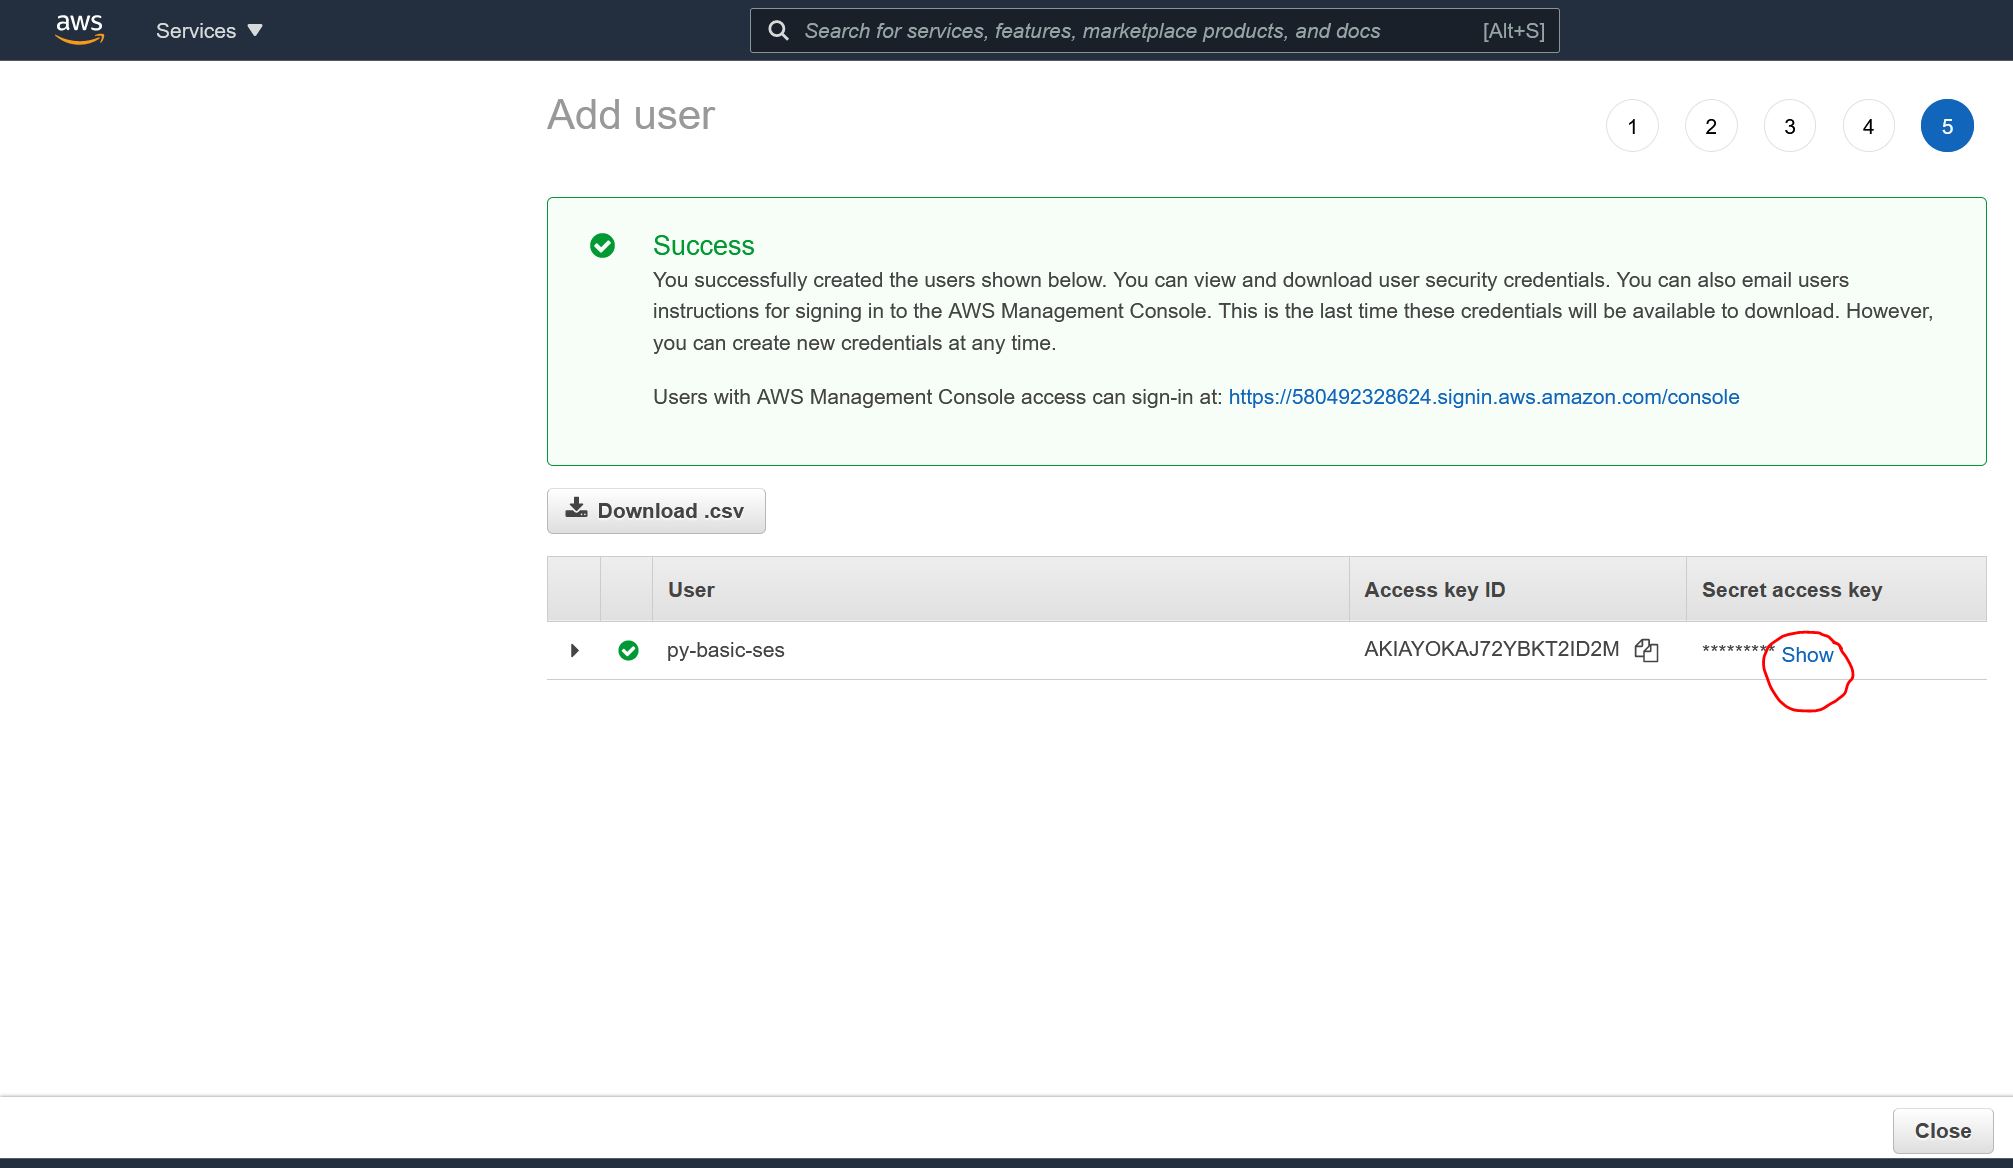 aws Services Search for services, features, marketplace products, and docs [Alt+S]
Add user 1 2 3 4 5
Success
You successfully created the users shown below. You can view and download user security credentials. You can also email users
instructions for signing in to the AWS Management Console. This is the last time these credentials will be available to download. However,
you can create new credentials at any time.
Users with AWS Management Console access can sign-in at: https://580492328624.signin.aws.amazon.com/console
Download .csv
User Access key ID Secret access key
py-basic-ses AKIAYOKAJ72YBKT2ID2M ********* Show
Close